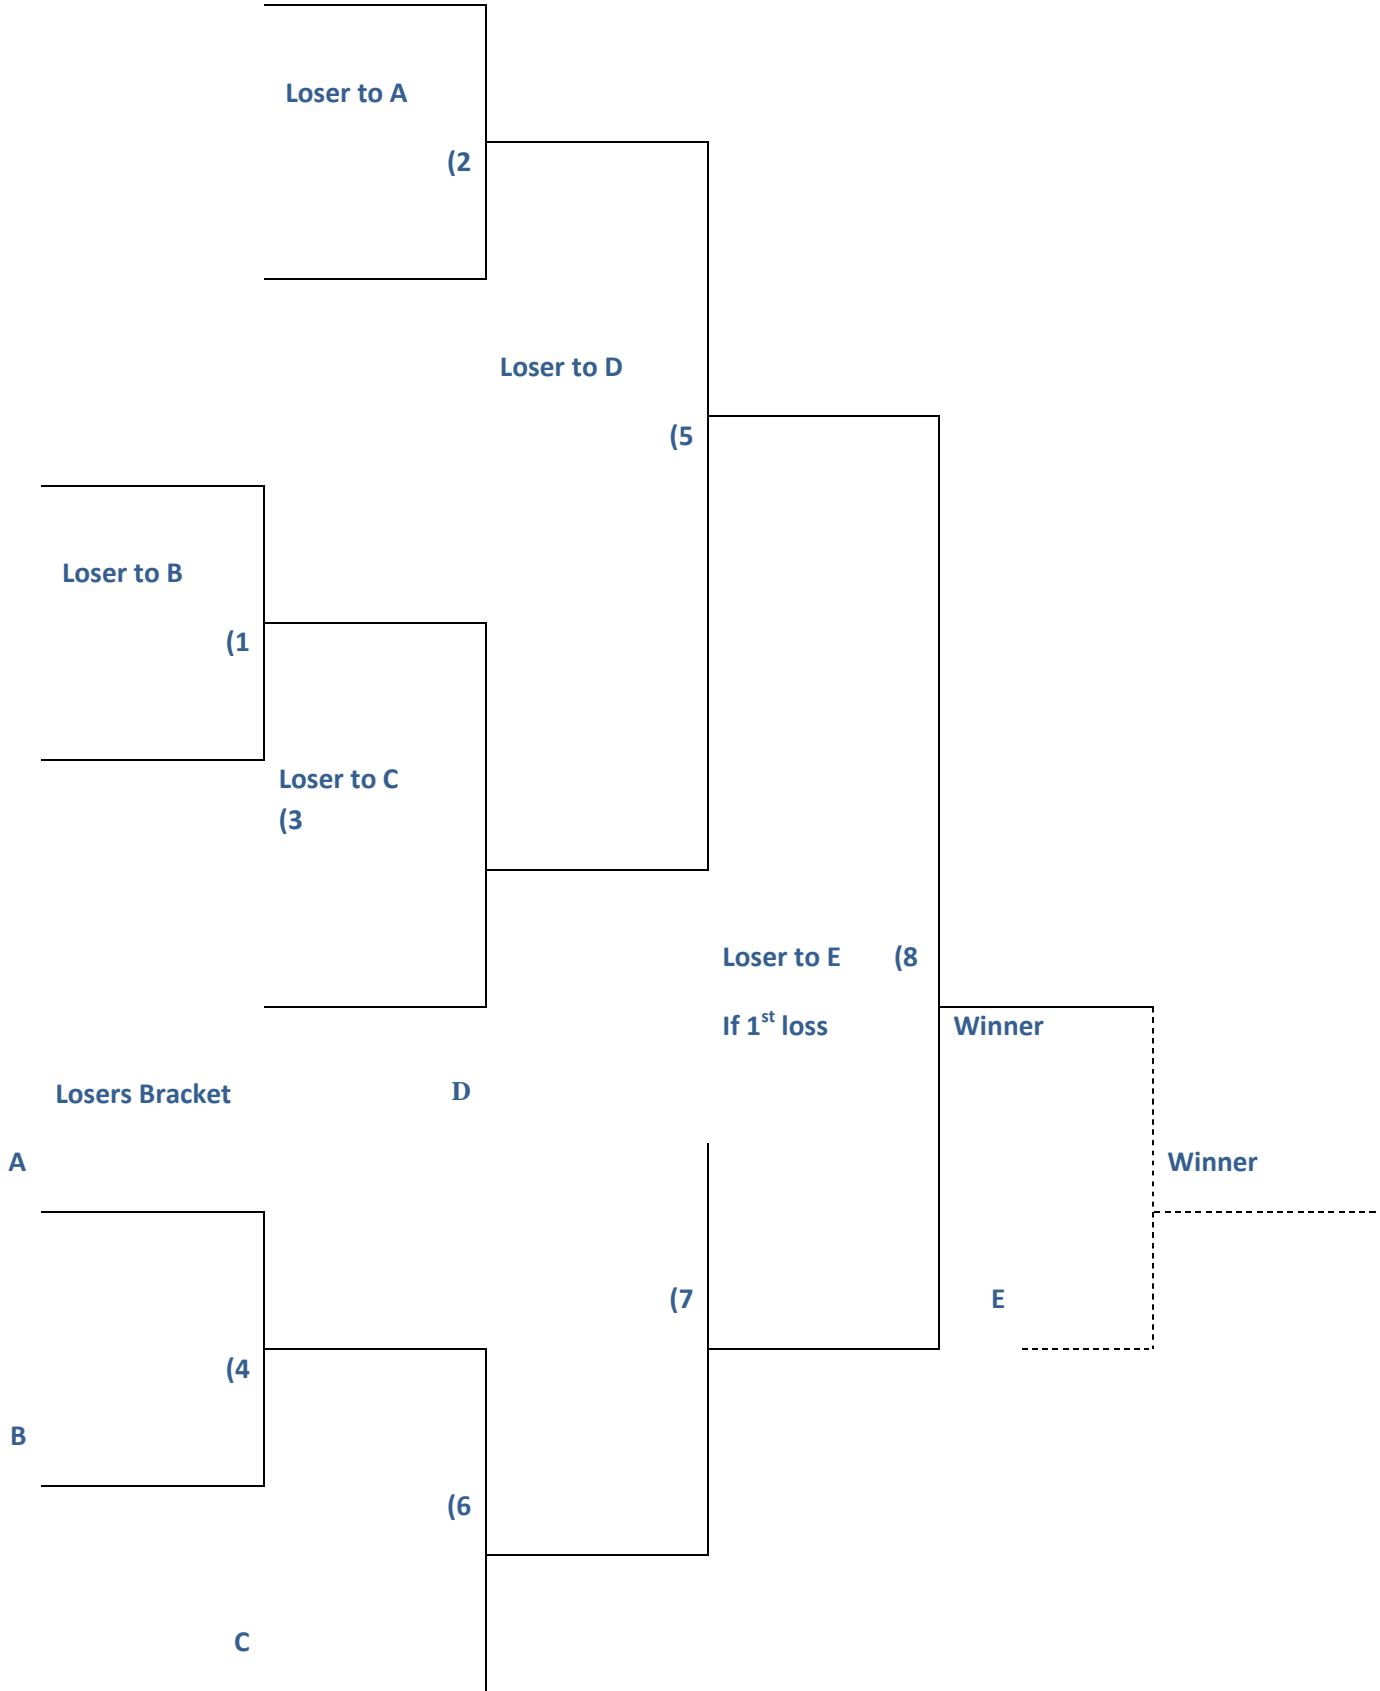 Loser to A
(2
Loser to D
(5
Loser to B
(1
Loser to C
(3
Loser to E (8
If 1st loss Winner
Losers Bracket D
A
Winner
(7
E
(4
B
(6
C